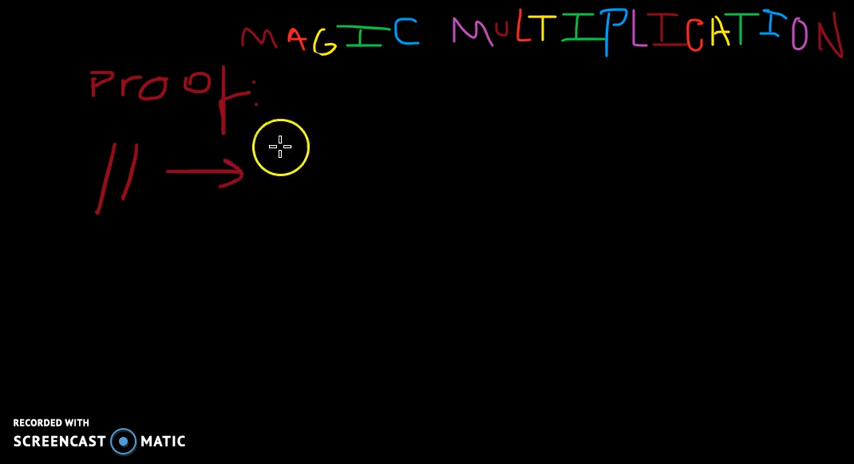 MAGIC MULTIPLICATION
Proof:
11 →
RECORDED WITH
SCREENCAST MATIC